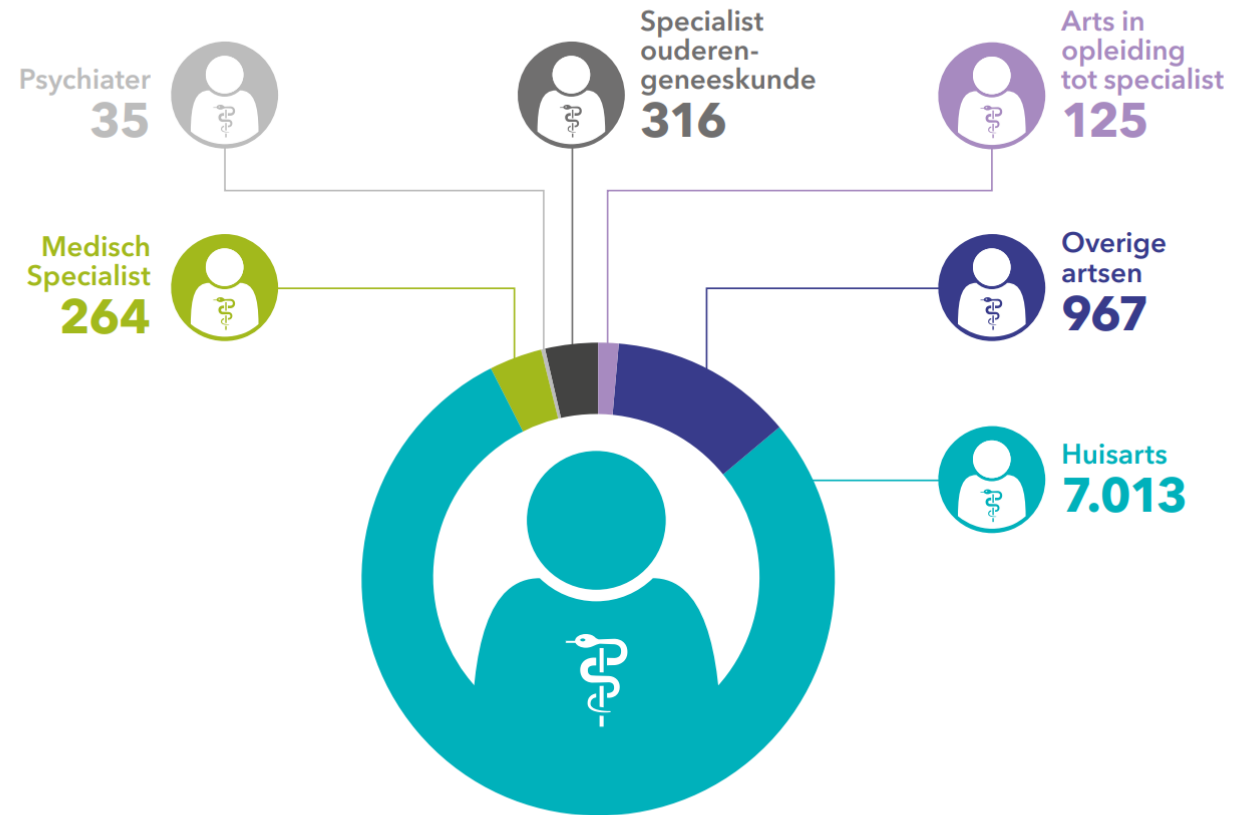 Psychiater
35
Specialist
ouderen-
geneeskunde
316
Arts in
opleiding
tot specialist
125
Medisch
Specialist
264
Overige
artsen
967
Huisarts
7.013